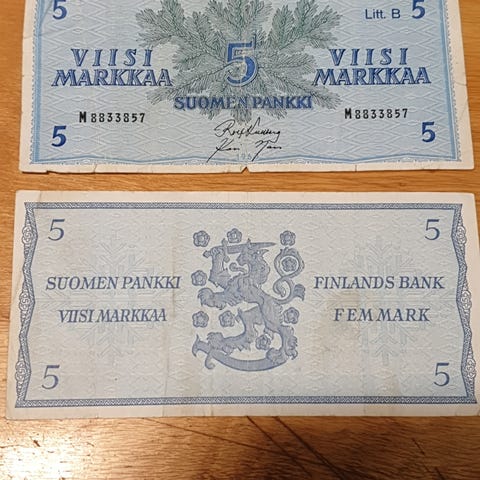 5 Litt. B 5
VIISI 5 VIISI
MARKKAA MARKKAA
SUOMEN PANKKI
M8833857 M8833857
5 5
5 5
SUOMEN PANKKI FINLANDS BANK
VIISI MARKKAA FEM MARK
5 5